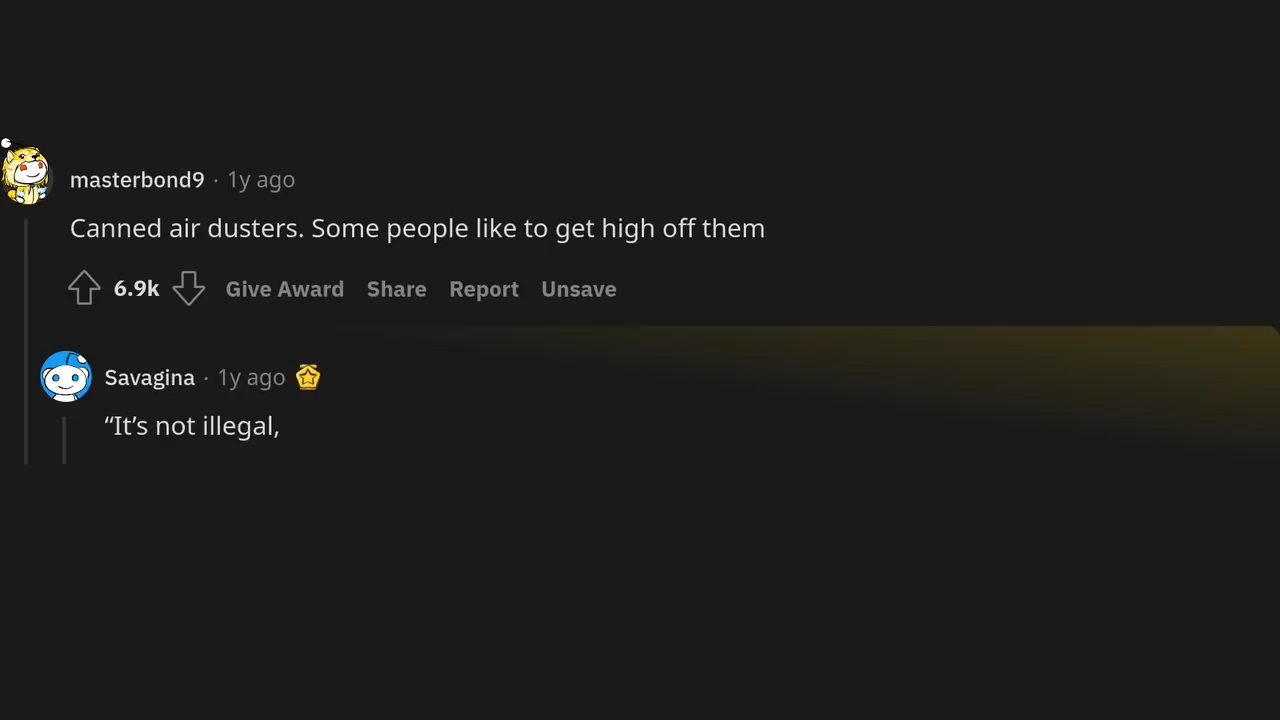 masterbond9 · 1y ago
Canned air dusters. Some people like to get high off them
6.9k Give Award Share Report Unsave
Savagina · 1y ago
“It’s not illegal,